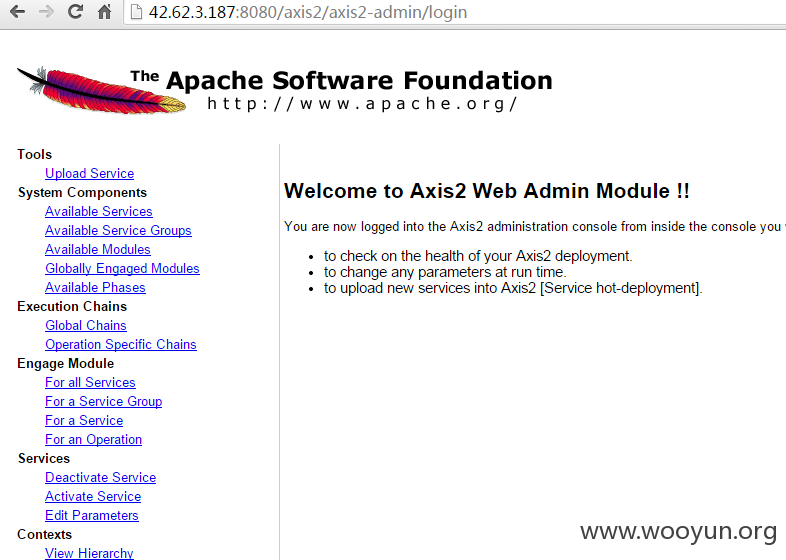 42.62.3.187:8080/axis2/axis2-admin/login
The Apache Software Foundation
http://www.apache.org/
Tools
Upload Service
System Components
Available Services
Available Service Groups
Available Modules
Globally Engaged Modules
Available Phases
Execution Chains
Global Chains
Operation Specific Chains
Engage Module
For all Services
For a Service Group
For a Service
For an Operation
Services
Deactivate Service
Activate Service
Edit Parameters
Contexts
View Hierarchy
Welcome to Axis2 Web Admin Module !!
You are now logged into the Axis2 administration console from inside the console you
to check on the health of your Axis2 deployment.
to change any parameters at run time.
to upload new services into Axis2 [Service hot-deployment].
www.wooyun.org